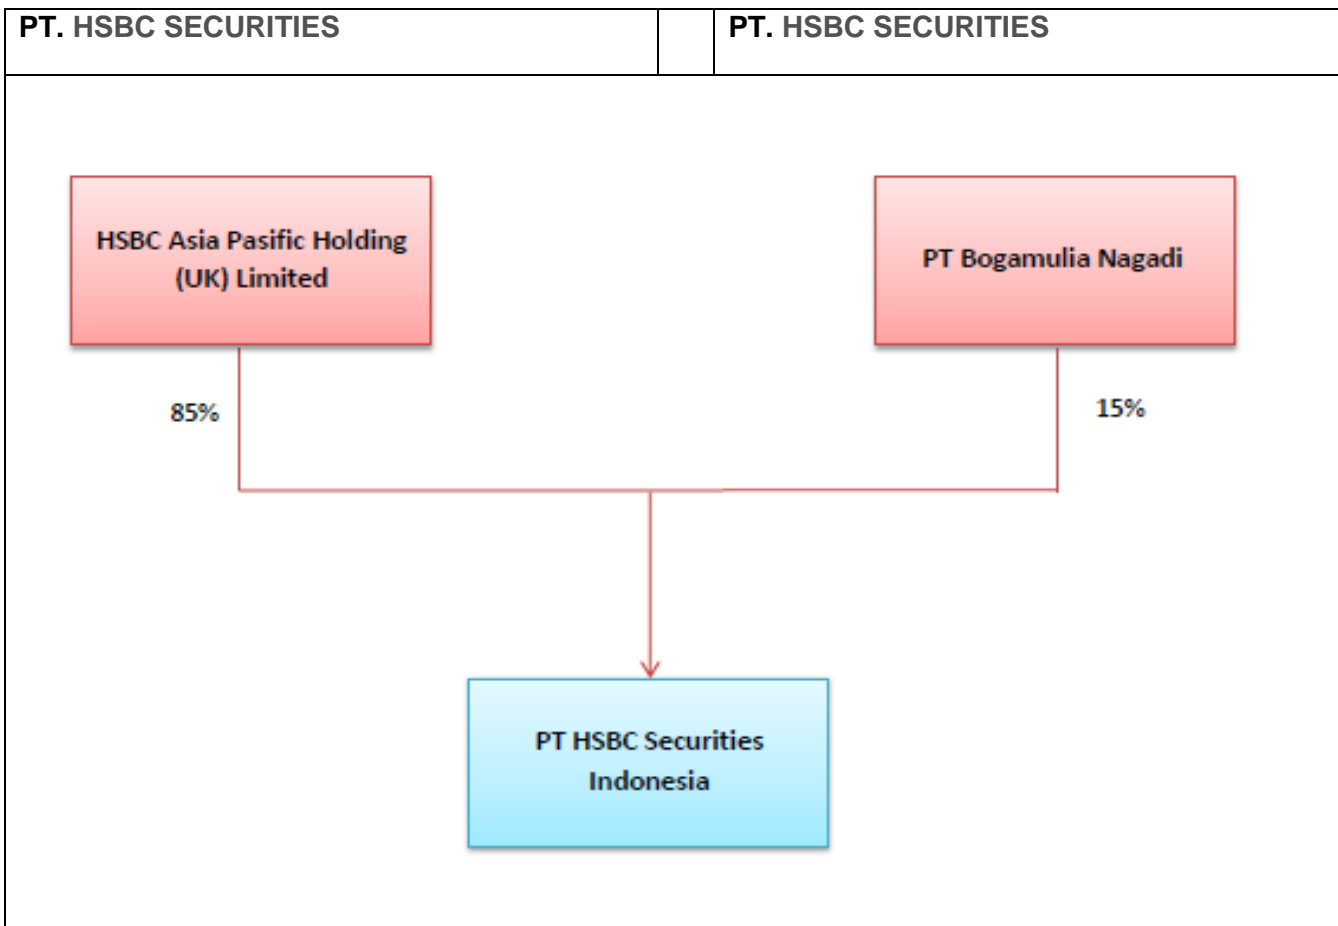 PT. HSBC SECURITIES
PT. HSBC SECURITIES
HSBC Asia Pasific Holding
(UK) Limited
PT Bogamulia Nagadi
85%
15%
PT HSBC Securities
Indonesia